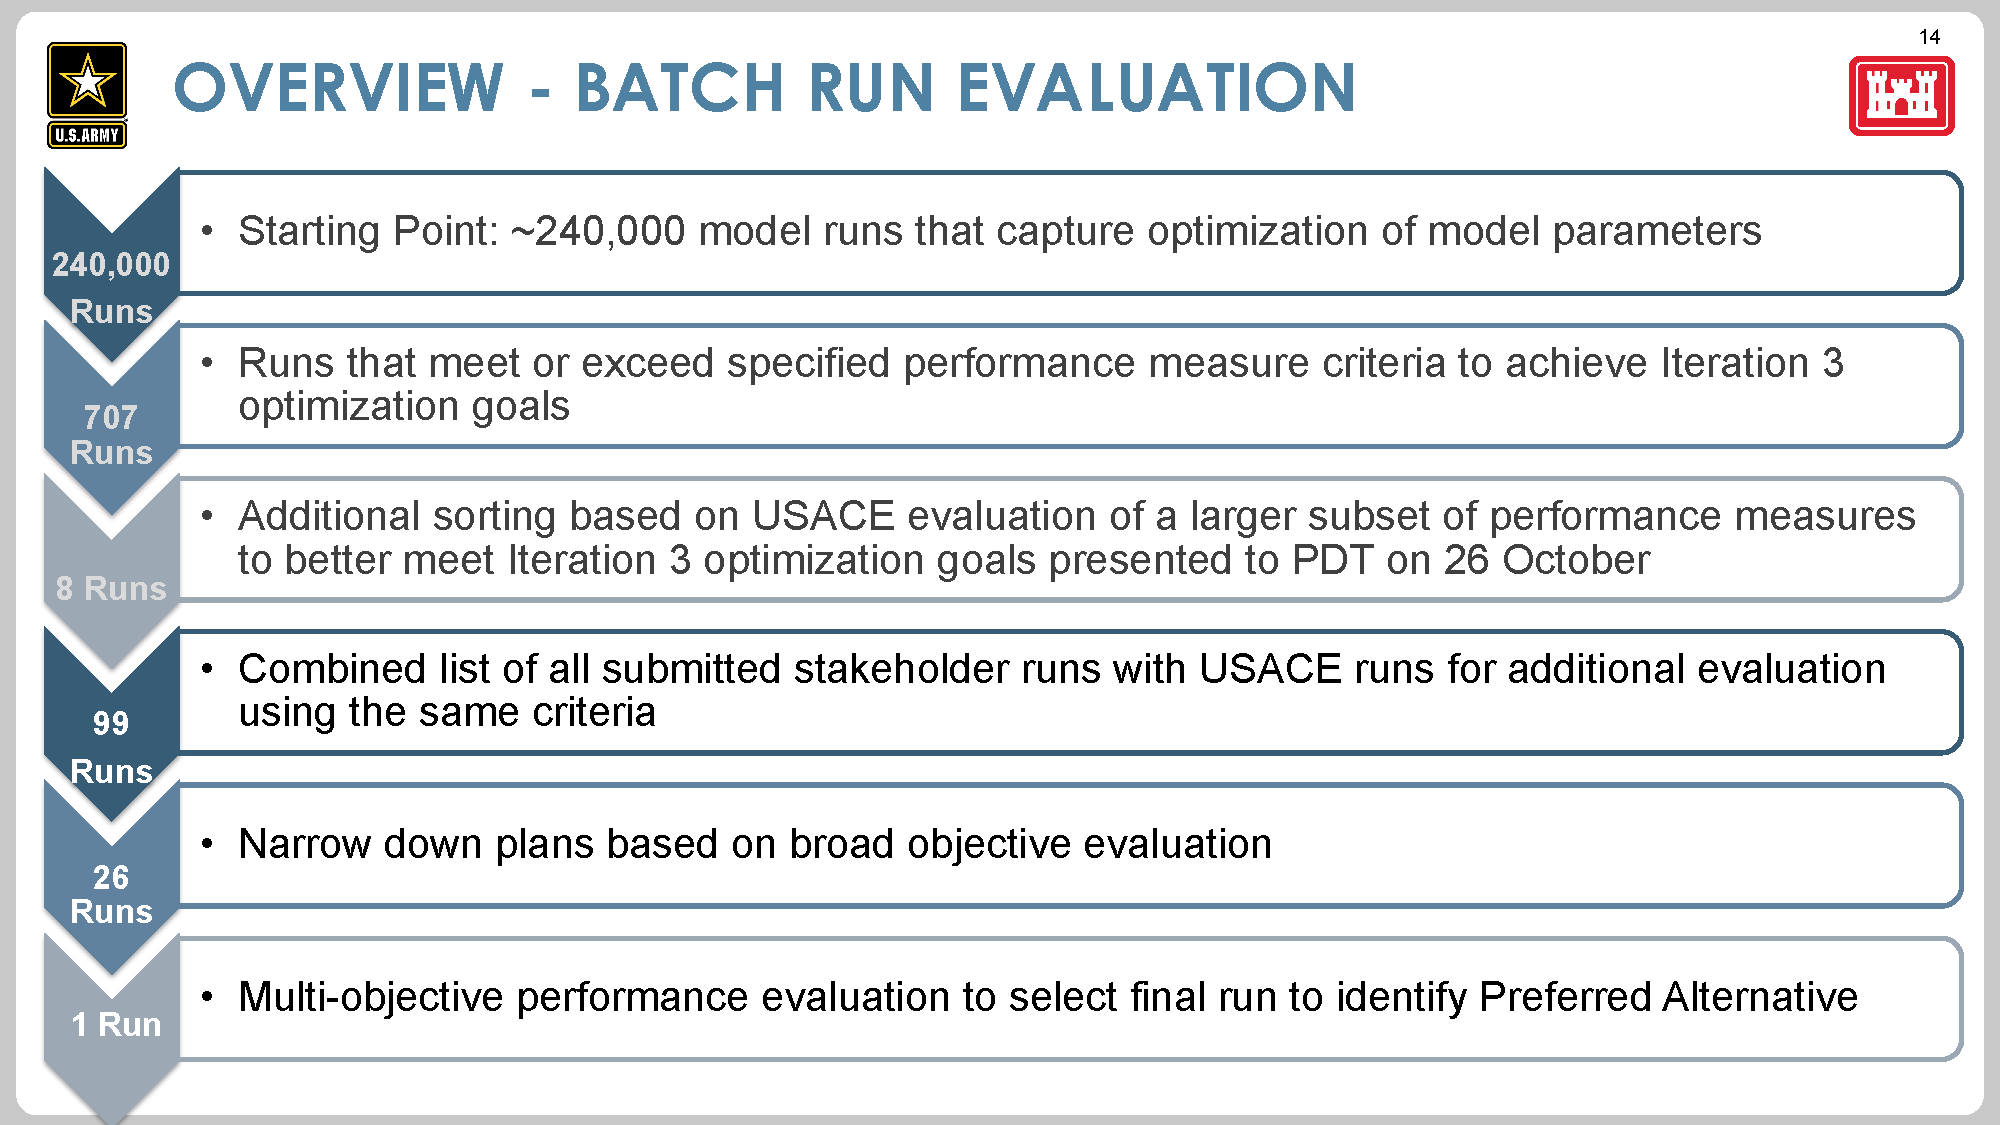 14
U.S.ARMY
OVERVIEW - BATCH RUN EVALUATION
240,000
Runs
• Starting Point: ~240,000 model runs that capture optimization of model parameters
707
Runs
• Runs that meet or exceed specified performance measure criteria to achieve Iteration 3
optimization goals
8 Runs
• Additional sorting based on USACE evaluation of a larger subset of performance measures
to better meet Iteration 3 optimization goals presented to PDT on 26 October
99
Runs
• Combined list of all submitted stakeholder runs with USACE runs for additional evaluation
using the same criteria
26
Runs
• Narrow down plans based on broad objective evaluation
1 Run
• Multi-objective performance evaluation to select final run to identify Preferred Alternative